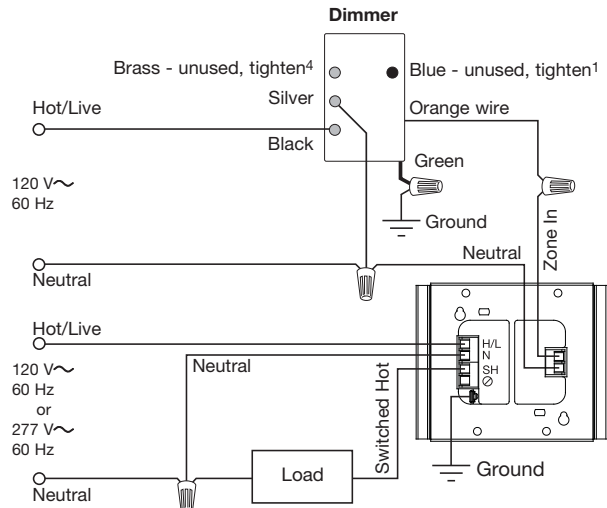 Dimmer
Brass - unused, tighten4
Blue - unused, tighten1
Silver
Hot/Live
Orange wire
Black
Green
120 V~
60 Hz
Ground
Zone In
Neutral
Neutral
Hot/Live
H/L
N
SH
Neutral
120 V~
60 Hz
or
277 V~
60 Hz
Switched Hot
Load
Ground
Neutral